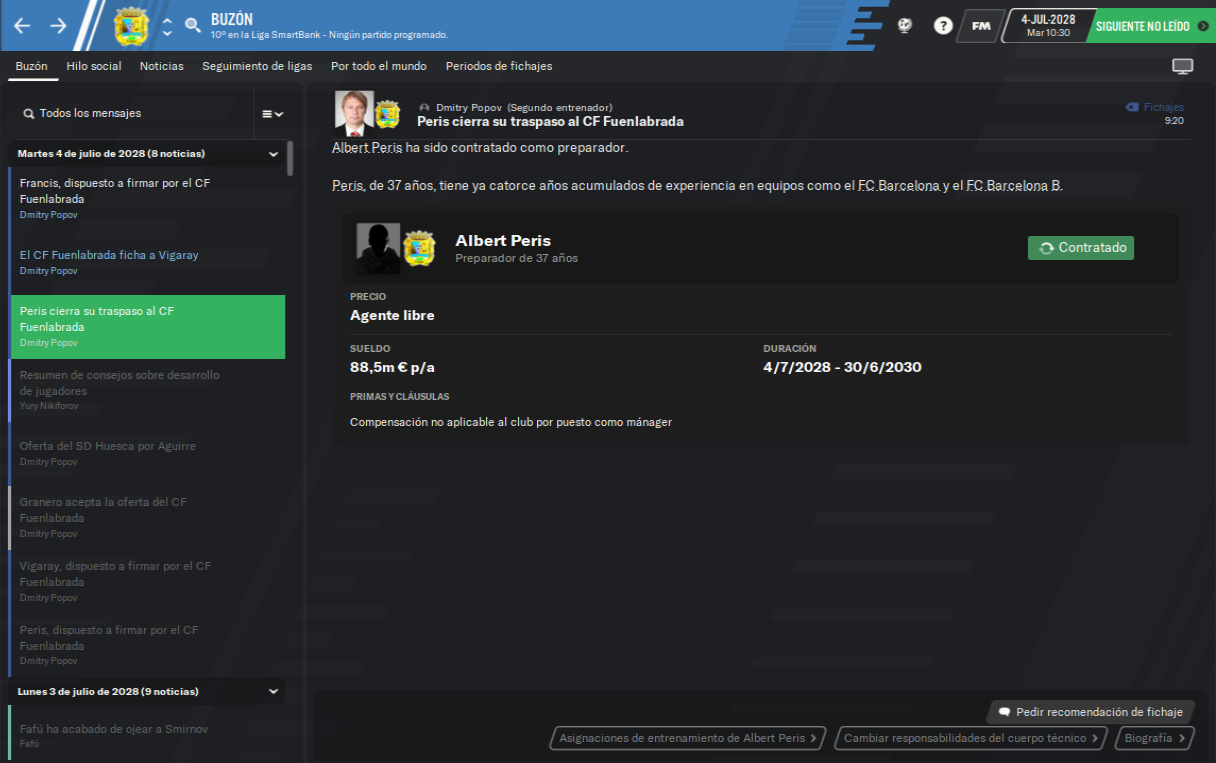 BUZÓN
10º en la Liga SmartBank - Ningún partido programado.
?
FM
4-JUL-2028
Mar 10:30
SIGUIENTE NO LEÍDO
Buzón
Hilo social
Noticias
Seguimiento de ligas
Por todo el mundo
Periodos de fichajes
Todos los mensajes
Martes 4 de julio de 2028 (8 noticias)
Francis, dispuesto a firmar por el CF
Fuenlabrada
Dmitry Popov
El CF Fuenlabrada ficha a Vigaray
Dmitry Popov
Peris cierra su traspaso al CF
Fuenlabrada
Dmitry Popov
Resumen de consejos sobre desarrollo
de jugadores
Yury Nikiforov
Oferta del SD Huesca por Aguirre
Dmitry Popov
Granero acepta la oferta del CF
Fuenlabrada
Dmitry Popov
Vigaray, dispuesto a firmar por el CF
Fuenlabrada
Dmitry Popov
Peris, dispuesto a firmar por el CF
Fuenlabrada
Dmitry Popov
Lunes 3 de julio de 2028 (9 noticias)
Fafú ha acabado de ojear a Smirnov
Fafú
Dmitry Popov (Segundo entrenador)
Peris cierra su traspaso al CF Fuenlabrada
Fichajes
9:20
Albert Peris ha sido contratado como preparador.
Peris, de 37 años, tiene ya catorce años acumulados de experiencia en equipos como el FC Barcelona y el FC Barcelona B.
Albert Peris
Preparador de 37 años
Contratado
PRECIO
Agente libre
SUELDO
88,5m € p/a
DURACIÓN
4/7/2028 - 30/6/2030
PRIMAS Y CLÁUSULAS
Compensación no aplicable al club por puesto como mánager
Pedir recomendación de fichaje
Asignaciones de entrenamiento de Albert Peris
Cambiar responsabilidades del cuerpo técnico
Biografía